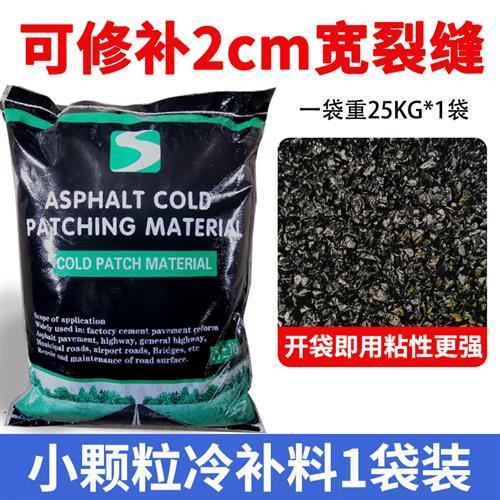 可修补2cm宽裂缝
一袋重25KG*1袋
ASPHALT COLD
PATCHING MATERIAL
COLD PATCH MATERIAL
Scope of application
Widely used in: factory cement pavement reform
Asphalt pavement, highway, general highway,
Municipal roads, airport roads, Bridges, etc
Repair and maintenance of road surface.
开袋即用粘性更强
小颗粒冷补料1袋装